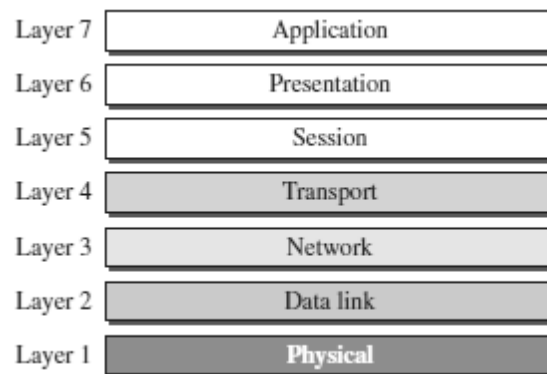 Layer 7 Application
Layer 6 Presentation
Layer 5 Session
Layer 4 Transport
Layer 3 Network
Layer 2 Data link
Layer 1 Physical